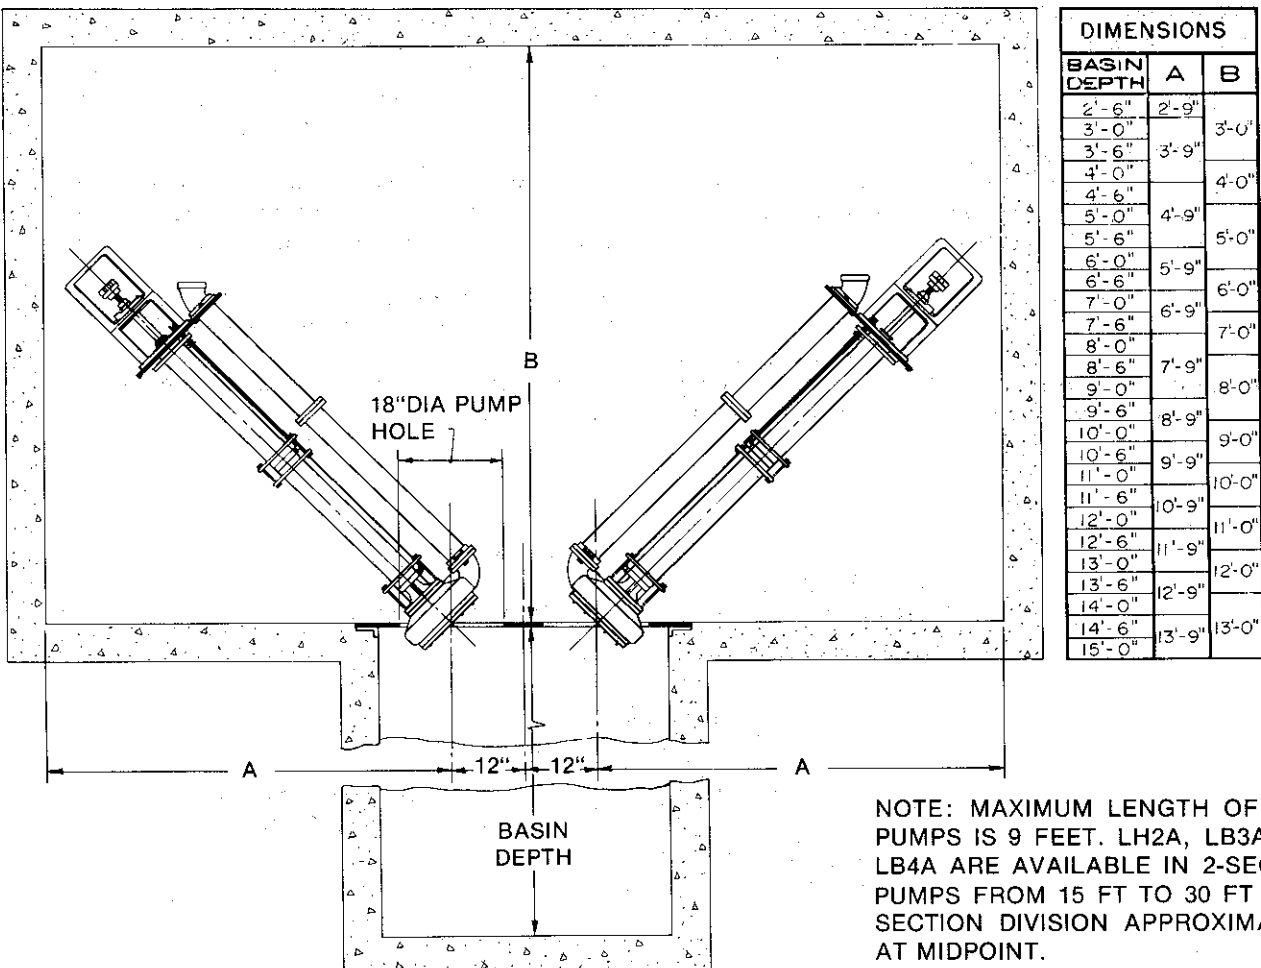 DIMENSIONS
BASIN DEPTH A B
2'-6" 2'-9"
3'-0" 3'-0"
3'-6" 3'-9"
4'-0" 4'-0"
4'-6"
5'-0" 4'-9"
5'-6" 5'-0"
6'-0" 5'-9"
6'-6" 6'-0"
7'-0" 6'-9"
7'-6" 7'-0"
8'-0"
8'-6" 7'-9"
9'-0" 8'-0"
9'-6" 8'-9"
10'-0" 9'-0"
10'-6" 9'-9"
11'-0" 10'-0"
11'-6" 10'-9"
12'-0" 11'-0"
12'-6" 11'-9"
13'-0" 12'-0"
13'-6" 12'-9"
14'-0"
14'-6" 13'-9" 13'-0"
15'-0"
B
18"DIA PUMP
HOLE
A 12" 12" A
BASIN
DEPTH
NOTE: MAXIMUM LENGTH OF
PUMPS IS 9 FEET. LH2A, LB3A
LB4A ARE AVAILABLE IN 2-SEC
PUMPS FROM 15 FT TO 30 FT
SECTION DIVISION APPROXIMA
AT MIDPOINT.